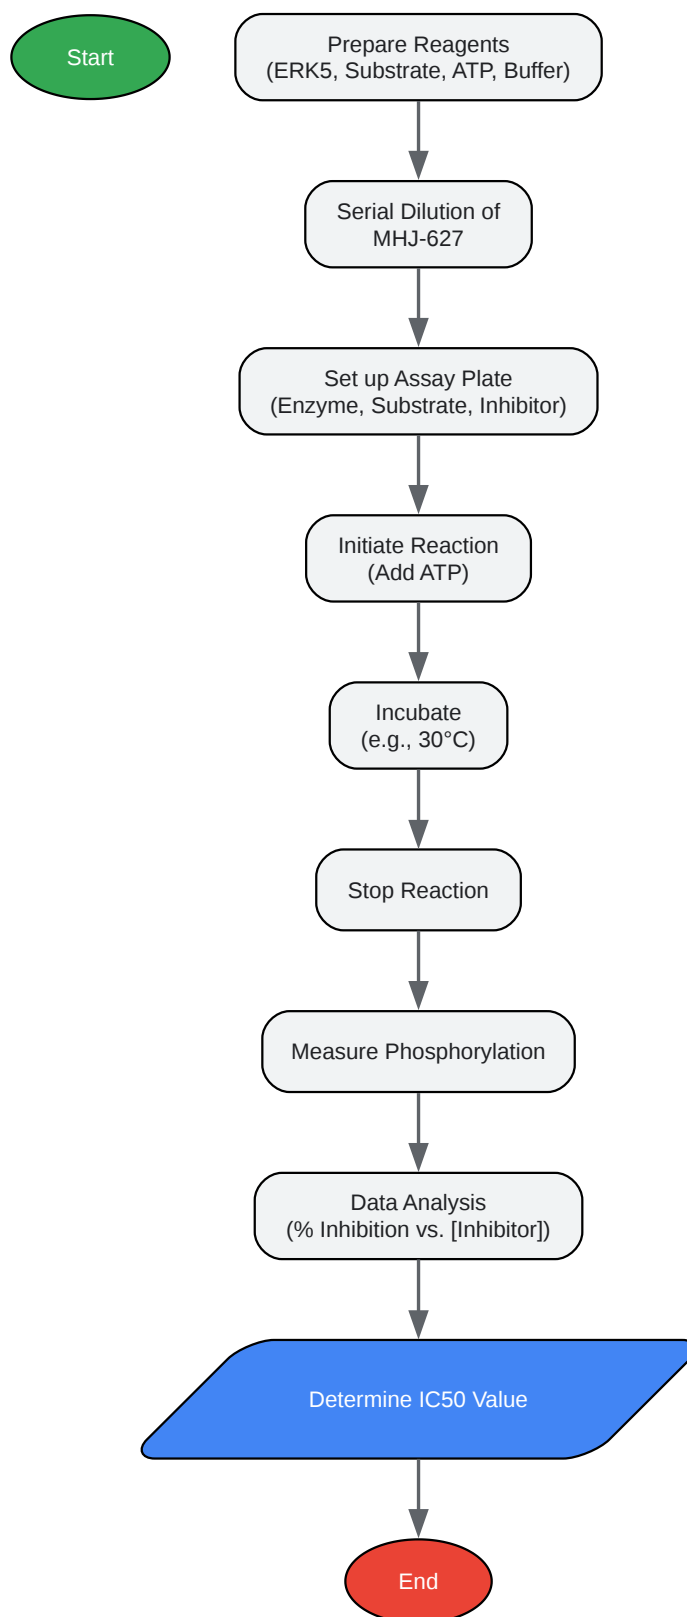 Start
Prepare Reagents
(ERK5, Substrate, ATP, Buffer)
Serial Dilution of
MHJ-627
Set up Assay Plate
(Enzyme, Substrate, Inhibitor)
Initiate Reaction
(Add ATP)
Incubate
(e.g., 30°C)
Stop Reaction
Measure Phosphorylation
Data Analysis
(% Inhibition vs. [Inhibitor])
Determine IC50 Value
End